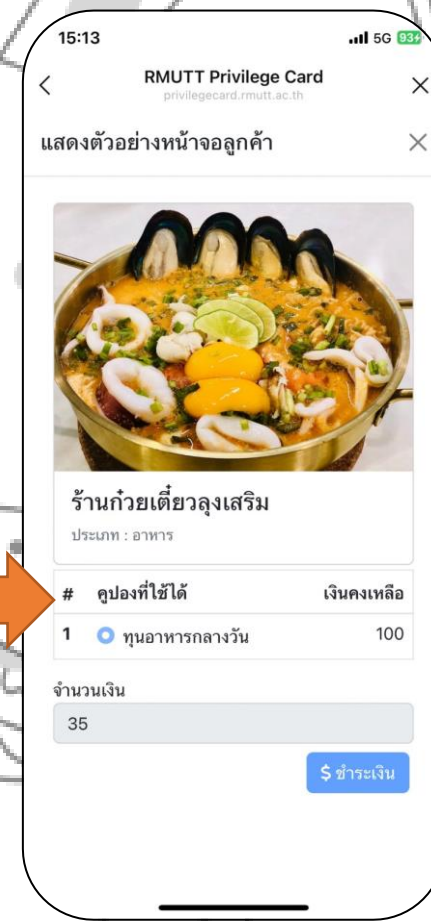 15:13 5G 93
RMUTT Privilege Card
privilegecard.rmutt.ac.th
แสดงตัวอย่างหน้าจอลูกค้า
ร้านก๋วยเตี๋ยวลุงเสริม
ประเภท : อาหาร
# คูปองที่ใช้ได้ เงินคงเหลือ
1 ทุนอาหารกลางวัน 100
จำนวนเงิน
35
$ ชำระเงิน